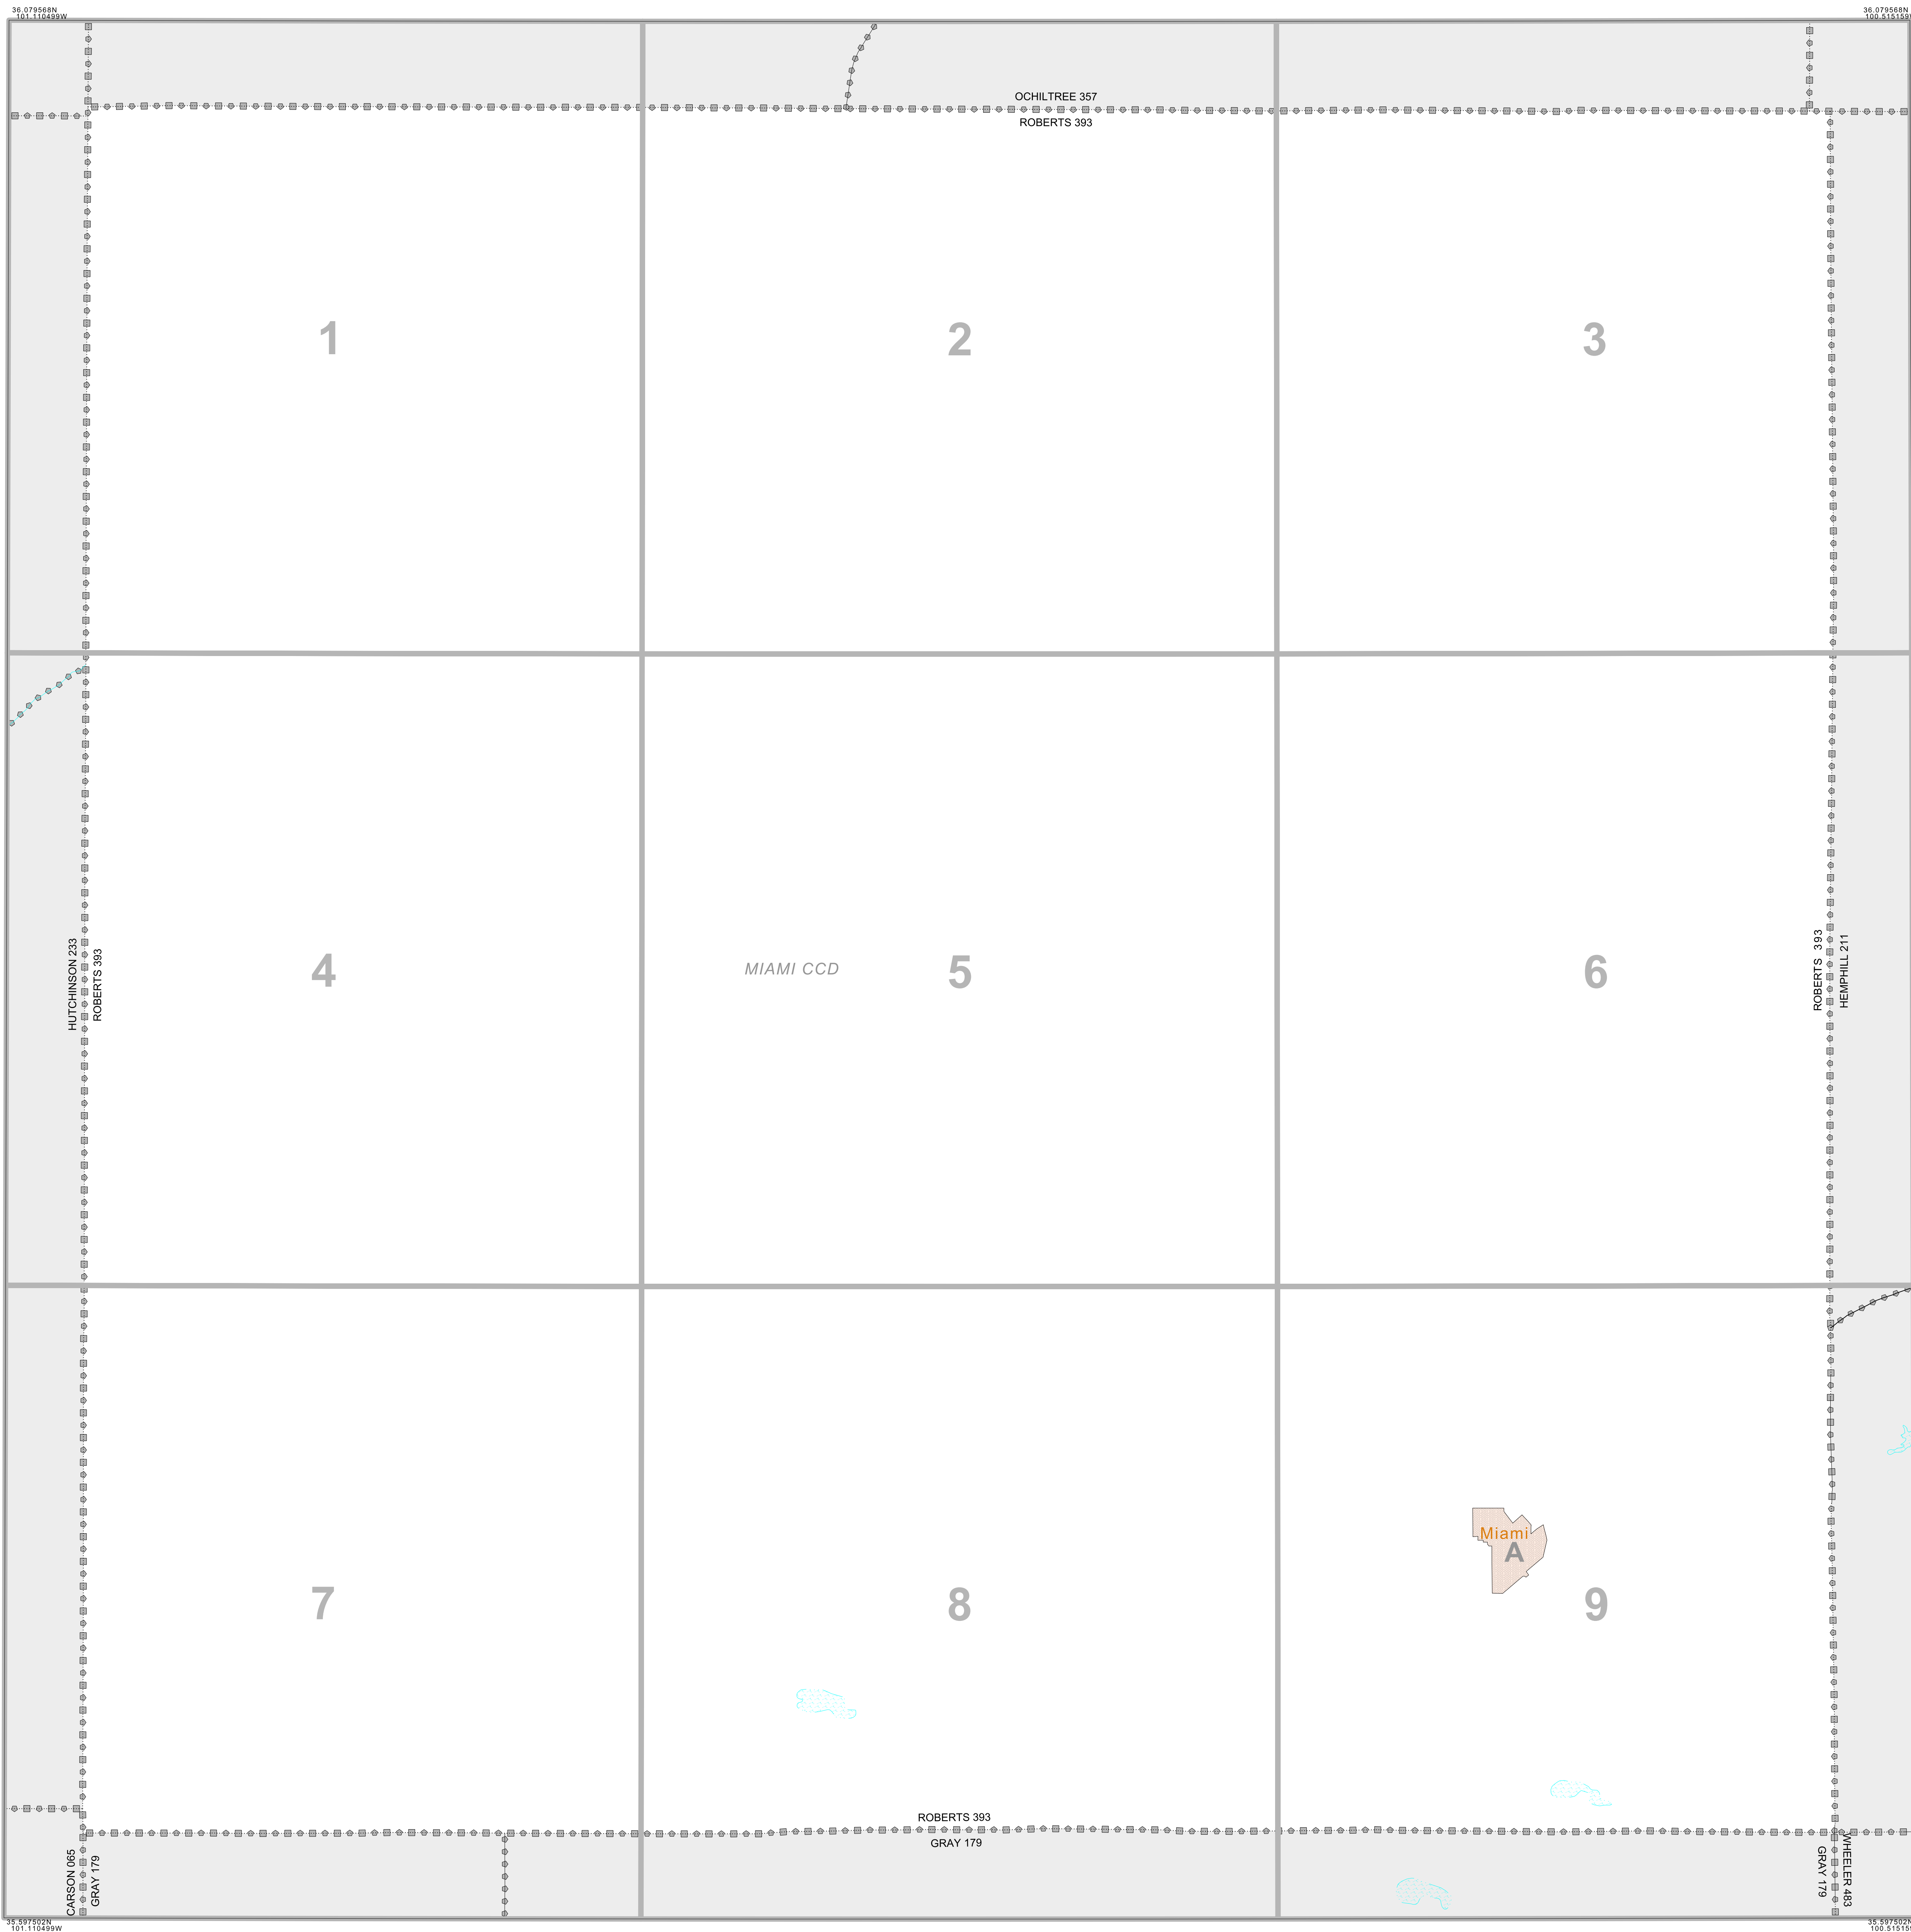 36.079568N
101.110499W
36.079568N
100.515159W
OCHILTREE 357
ROBERTS 393
1
2
3
HUTCHINSON 233
ROBERTS 393
4
MIAMI CCD
5
6
ROBERTS 393
HEMPHILL 211
7
8
9
Miami
A
ROBERTS 393
GRAY 179
CARSON 065
GRAY 179
GRAY 179
WHEELER 483
35.597502N
101.110499W
35.597502N